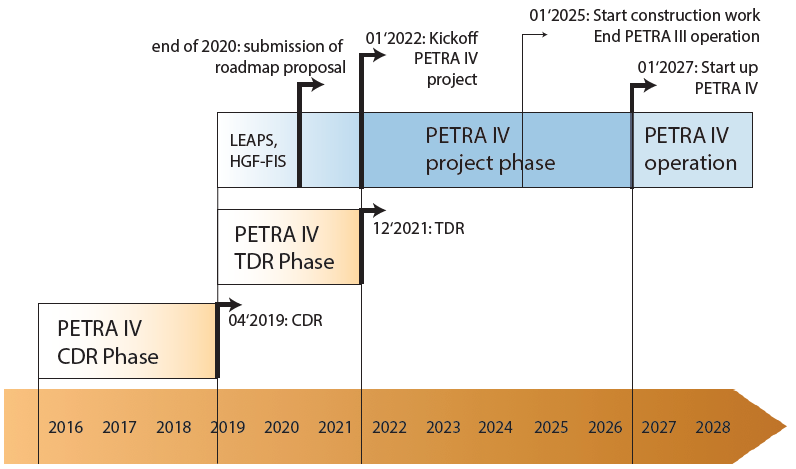 01‘2025: Start construction work
End PETRA III operation
01‘2022: Kickoff
PETRA IV
project
end of 2020: submission of
roadmap proposal
01‘2027: Start up
PETRA IV
LEAPS,
HGF-FIS
PETRA IV
project phase
PETRA IV
operation
PETRA IV
TDR Phase
12‘2021: TDR
PETRA IV
CDR Phase
04‘2019: CDR
2016 2017 2018 2019 2020 2021 2022 2023 2024 2025 2026 2027 2028